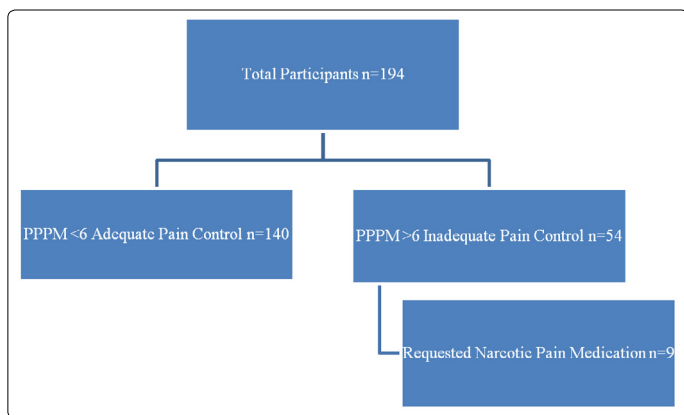 Total Participants n=194
PPPM <6 Adequate Pain Control n=140
PPPM >6 Inadequate Pain Control n=54
Requested Narcotic Pain Medication n=9